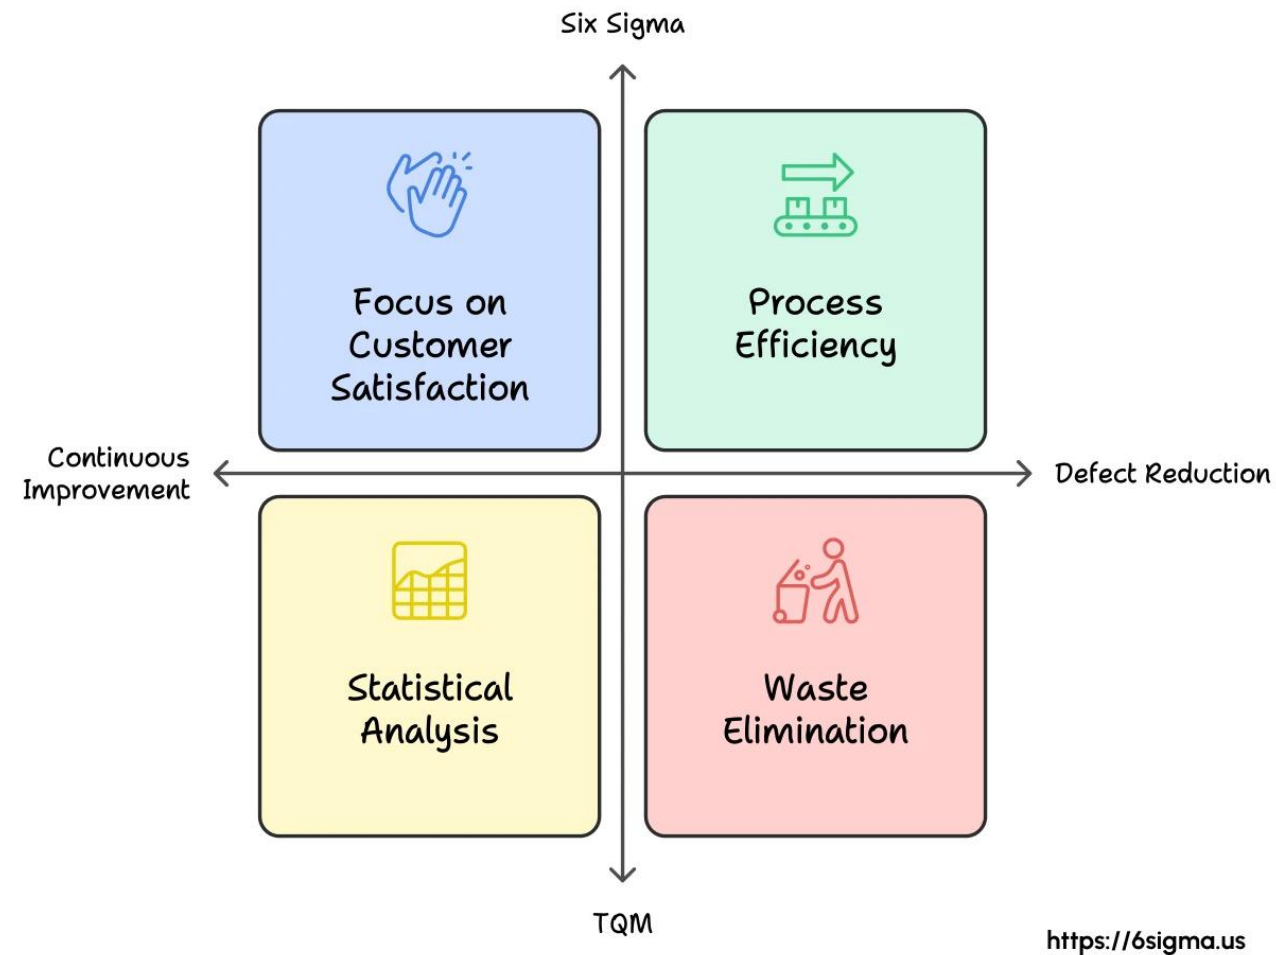 Six Sigma
Focus on
Customer
Satisfaction
Process
Efficiency
Continuous
Improvement
Defect Reduction
Statistical
Analysis
Waste
Elimination
TQM
https://6sigma.us